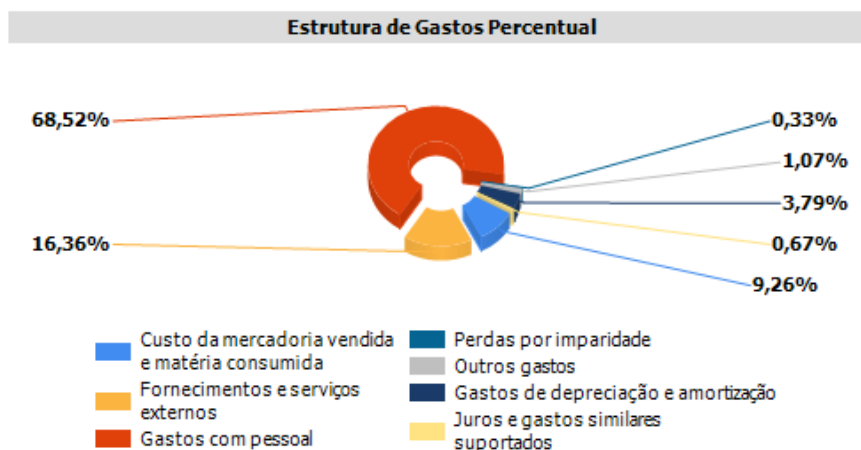 Estrutura de Gastos Percentual
68,52%
0,33%
1,07%
3,79%
16,36%
0,67%
9,26%
Custo da mercadoria vendida
e matéria consumida
Fornecimentos e serviços
externos
Gastos com pessoal
Perdas por imparidade
Outros gastos
Gastos de depreciação e amortização
Juros e gastos similares
suportados